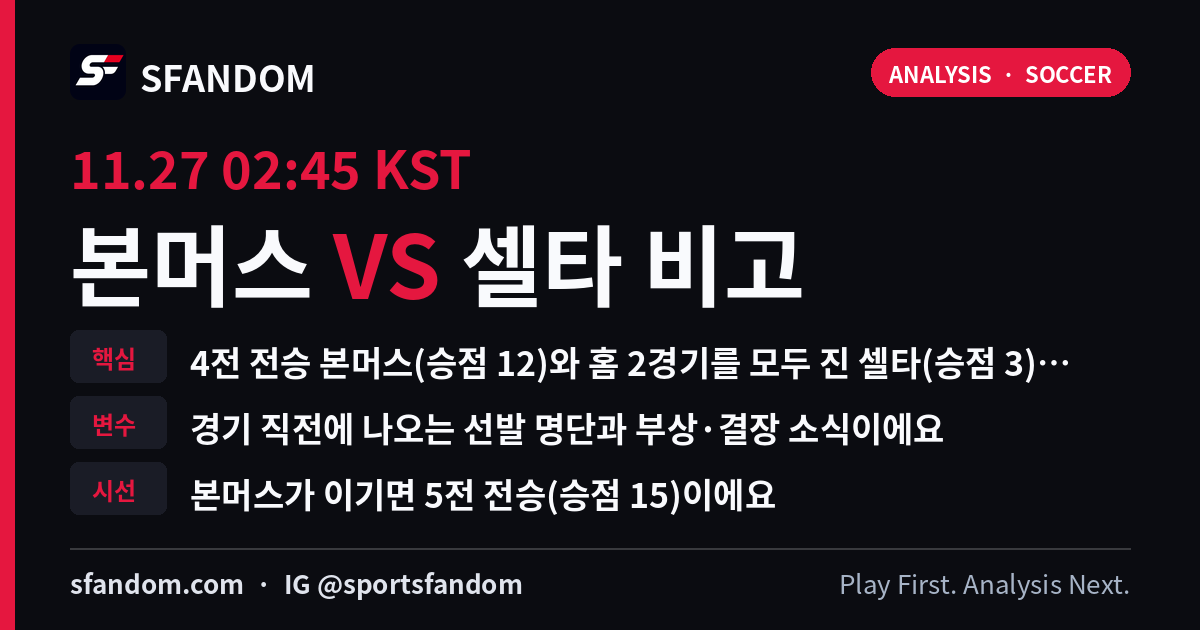 SF SFANDOM
ANALYSIS · SOCCER
11.27 02:45 KST
본머스 VS 셀타 비고
핵심 4전 전승 본머스(승점 12)와 홈 2경기를 모두 진 셀타(승점 3)…
변수 경기 직전에 나오는 선발 명단과 부상·결장 소식이에요
시선 본머스가 이기면 5전 전승(승점 15)이에요
sfandom.com · IG @sportsfandom
Play First. Analysis Next.